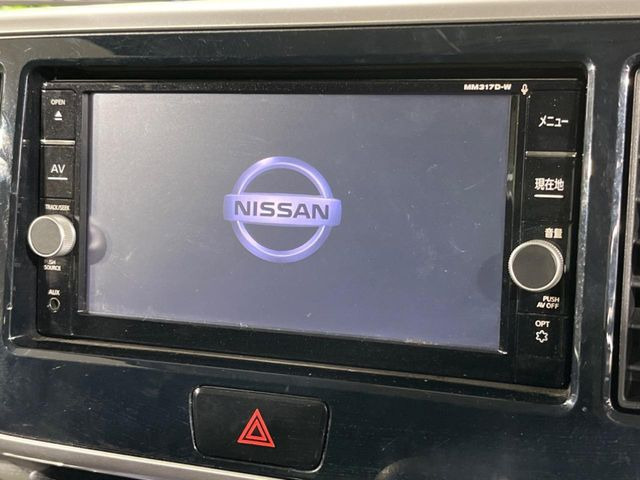 MM317D-W
OPEN
AV
TRACK/SEEK
PUSH
SOURCE
AUX
NISSAN
メニュー
現在地
音量
PUSH
AV OFF
OPT